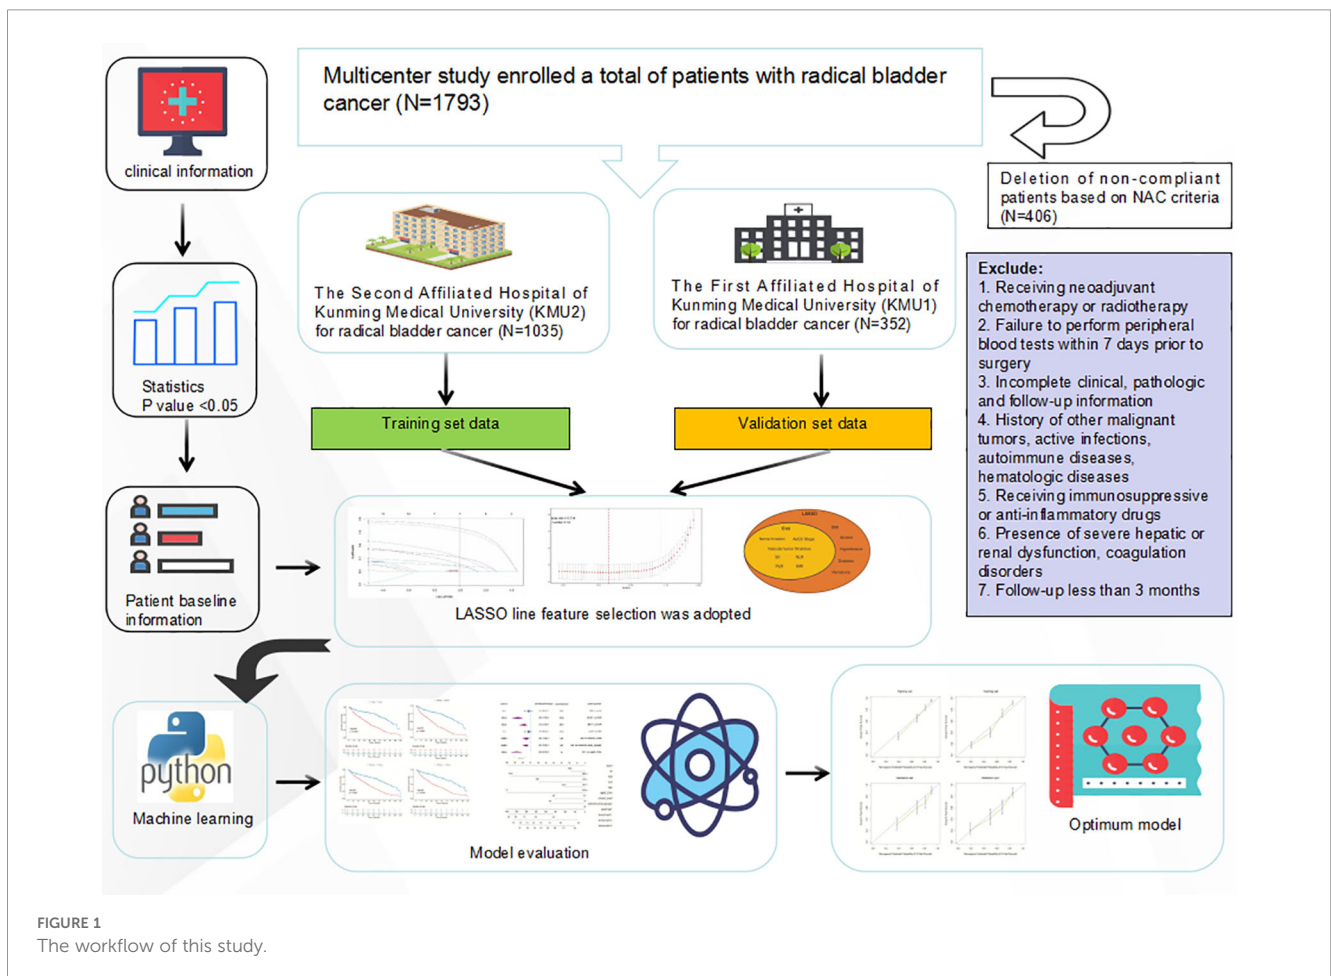 Multicenter study enrolled a total of patients with radical bladder
cancer (N=1793)
clinical information
Deletion of non-compliant
patients based on NAC criteria
(N=406)
The Second Affiliated Hospital of
Kunming Medical University (KMU2)
for radical bladder cancer (N=1035)
The First Affiliated Hospital of
Kunming Medical University (KMU1)
for radical bladder cancer (N=352)
Exclude:
1. Receiving neoadjuvant
chemotherapy or radiotherapy
2. Failure to perform peripheral
blood tests within 7 days prior to
surgery
3. Incomplete clinical, pathologic
and follow-up information
4. History of other malignant
tumors, active infections,
autoimmune diseases,
hematologic diseases
5. Receiving immunosuppressive
or anti-inflammatory drugs
6. Presence of severe hepatic or
renal dysfunction, coagulation
disorders
7. Follow-up less than 3 months
Statistics
P value <0.05
Training set data
Validation set data
Patient baseline
information
LASSO
LASSO line feature selection was adopted
python
Machine learning
Model evaluation
Optimum model
FIGURE 1
The workflow of this study.